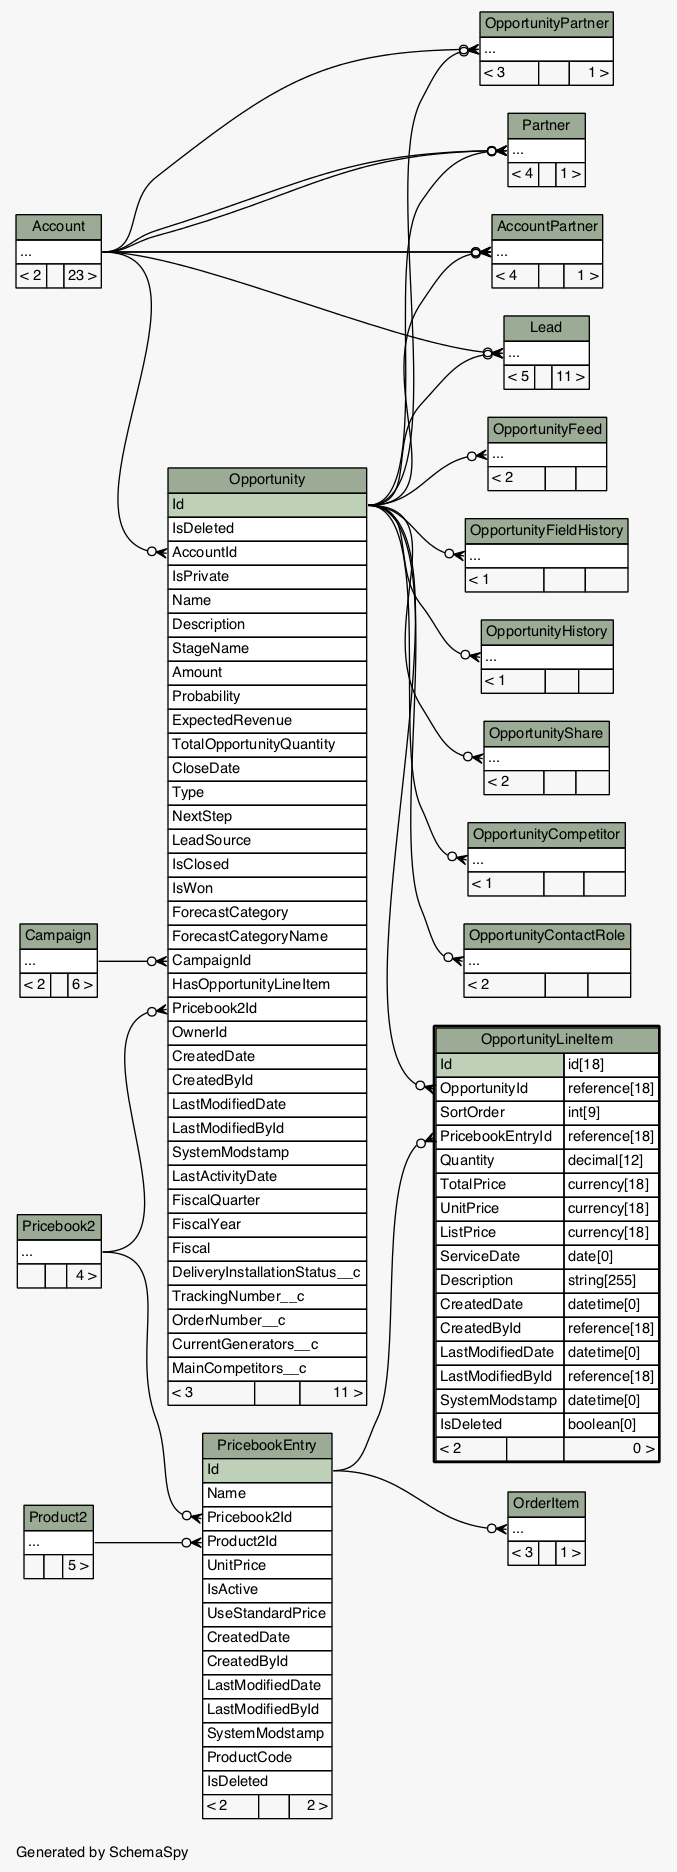 OpportunityPartner
...
< 3 1 >
Partner
...
< 4 1 >
Account
...
< 2 23 >
AccountPartner
...
< 4 1 >
Lead
...
< 5 11 >
OpportunityFeed
...
< 2
OpportunityFieldHistory
...
< 1
OpportunityHistory
...
< 1
OpportunityShare
...
< 2
OpportunityCompetitor
...
< 1
OpportunityContactRole
...
< 2
Opportunity
Id
IsDeleted
AccountId
IsPrivate
Name
Description
StageName
Amount
Probability
ExpectedRevenue
TotalOpportunityQuantity
CloseDate
Type
NextStep
LeadSource
IsClosed
IsWon
ForecastCategory
ForecastCategoryName
CampaignId
HasOpportunityLineItem
Pricebook2Id
OwnerId
CreatedDate
CreatedById
LastModifiedDate
LastModifiedById
SystemModstamp
LastActivityDate
FiscalQuarter
FiscalYear
Fiscal
DeliveryInstallationStatus__c
TrackingNumber__c
OrderNumber__c
CurrentGenerators__c
MainCompetitors__c
< 3 11 >
Campaign
...
< 2 6 >
Pricebook2
...
4 >
OpportunityLineItem
Id id[18]
OpportunityId reference[18]
SortOrder int[9]
PricebookEntryId reference[18]
Quantity decimal[12]
TotalPrice currency[18]
UnitPrice currency[18]
ListPrice currency[18]
ServiceDate date[0]
Description string[255]
CreatedDate datetime[0]
CreatedById reference[18]
LastModifiedDate datetime[0]
LastModifiedById reference[18]
SystemModstamp datetime[0]
IsDeleted boolean[0]
< 2 0 >
PricebookEntry
Id
Name
Pricebook2Id
Product2Id
UnitPrice
IsActive
UseStandardPrice
CreatedDate
CreatedById
LastModifiedDate
LastModifiedById
SystemModstamp
ProductCode
IsDeleted
< 2 2 >
Product2
...
5 >
OrderItem
...
< 3 1 >
Generated by SchemaSpy